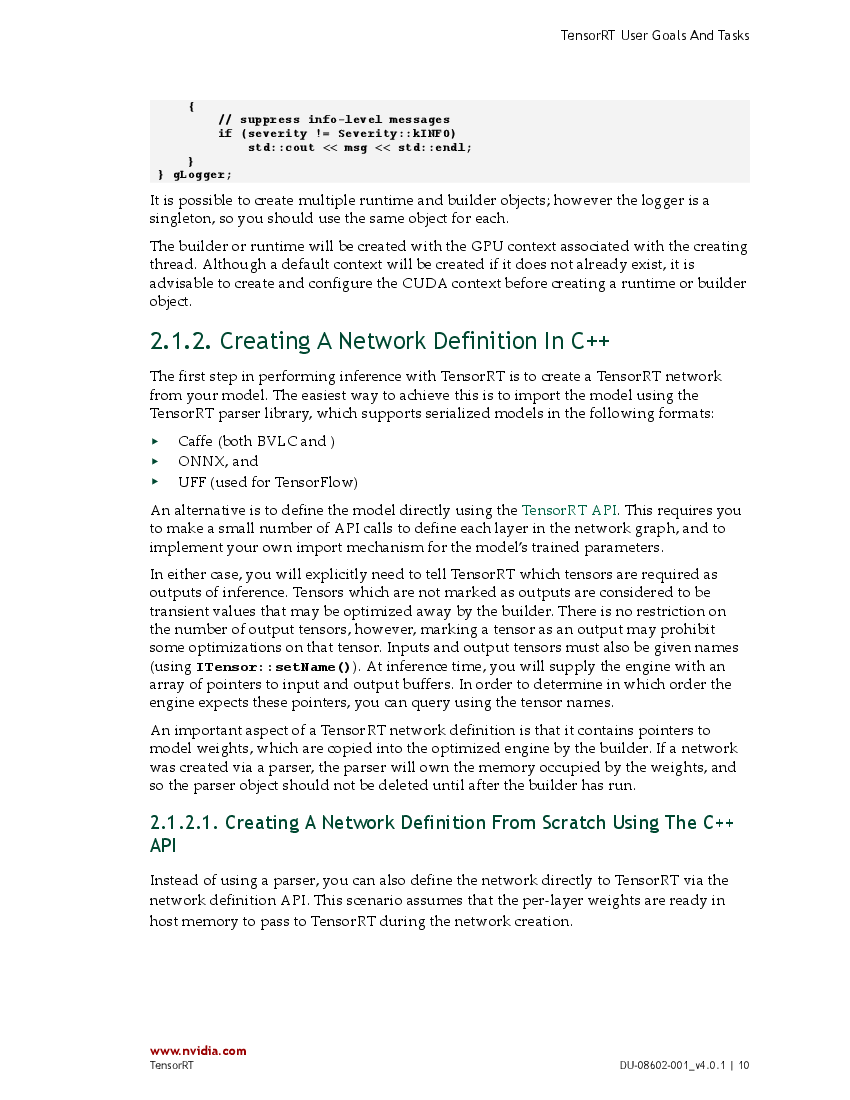 TensorRT User Goals And Tasks
{
// suppress info-level messages
if (severity != Severity::kINFO)
std::cout << msg << std::endl;
}
} gLogger;
It is possible to create multiple runtime and builder objects; however the logger is a
singleton, so you should use the same object for each.
The builder or runtime will be created with the GPU context associated with the creating
thread. Although a default context will be created if it does not already exist, it is
advisable to create and configure the CUDA context before creating a runtime or builder
object.
2.1.2. Creating A Network Definition In C++
The first step in performing inference with TensorRT is to create a TensorRT network
from your model. The easiest way to achieve this is to import the model using the
TensorRT parser library, which supports serialized models in the following formats:
▸ Caffe (both BVLC and )
▸ ONNX, and
▸ UFF (used for TensorFlow)
An alternative is to define the model directly using the TensorRT API. This requires you
to make a small number of API calls to define each layer in the network graph, and to
implement your own import mechanism for the model's trained parameters.
In either case, you will explicitly need to tell TensorRT which tensors are required as
outputs of inference. Tensors which are not marked as outputs are considered to be
transient values that may be optimized away by the builder. There is no restriction on
the number of output tensors, however, marking a tensor as an output may prohibit
some optimizations on that tensor. Inputs and output tensors must also be given names
(using ITensor::setName()). At inference time, you will supply the engine with an
array of pointers to input and output buffers. In order to determine in which order the
engine expects these pointers, you can query using the tensor names.
An important aspect of a TensorRT network definition is that it contains pointers to
model weights, which are copied into the optimized engine by the builder. If a network
was created via a parser, the parser will own the memory occupied by the weights, and
so the parser object should not be deleted until after the builder has run.
2.1.2.1. Creating A Network Definition From Scratch Using The C++
API
Instead of using a parser, you can also define the network directly to TensorRT via the
network definition API. This scenario assumes that the per-layer weights are ready in
host memory to pass to TensorRT during the network creation.
www.nvidia.com
TensorRT DU-08602-001_v4.0.1 | 10